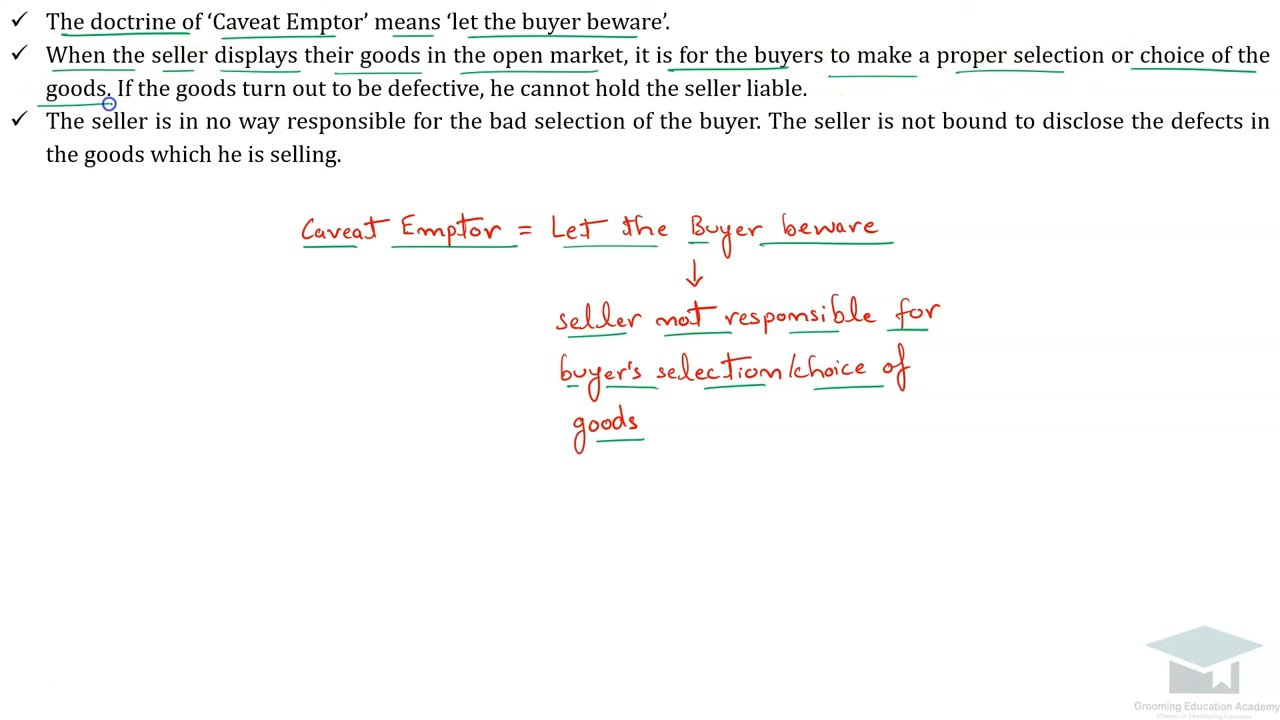 ✓ The doctrine of ‘Caveat Emptor’ means ‘let the buyer beware’.
✓ When the seller displays their goods in the open market, it is for the buyers to make a proper selection or choice of the
goods. If the goods turn out to be defective, he cannot hold the seller liable.
✓ The seller is in no way responsible for the bad selection of the buyer. The seller is not bound to disclose the defects in
the goods which he is selling.
Caveat Emptor = Let the Buyer beware
↓
seller not responsible for
buyer's selection/choice of
goods
Grooming Education Academy
Pioneer in Developing Concepts